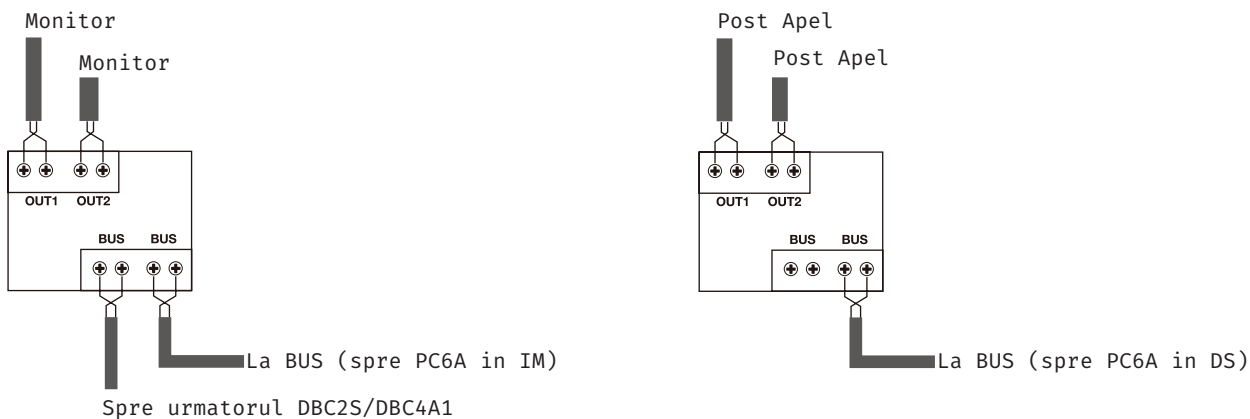 Monitor
Monitor
OUT1 OUT2
BUS BUS
La BUS (spre PC6A in IM)
Spre urmatorul DBC2S/DBC4A1
Post Apel
Post Apel
OUT1 OUT2
BUS BUS
La BUS (spre PC6A in DS)